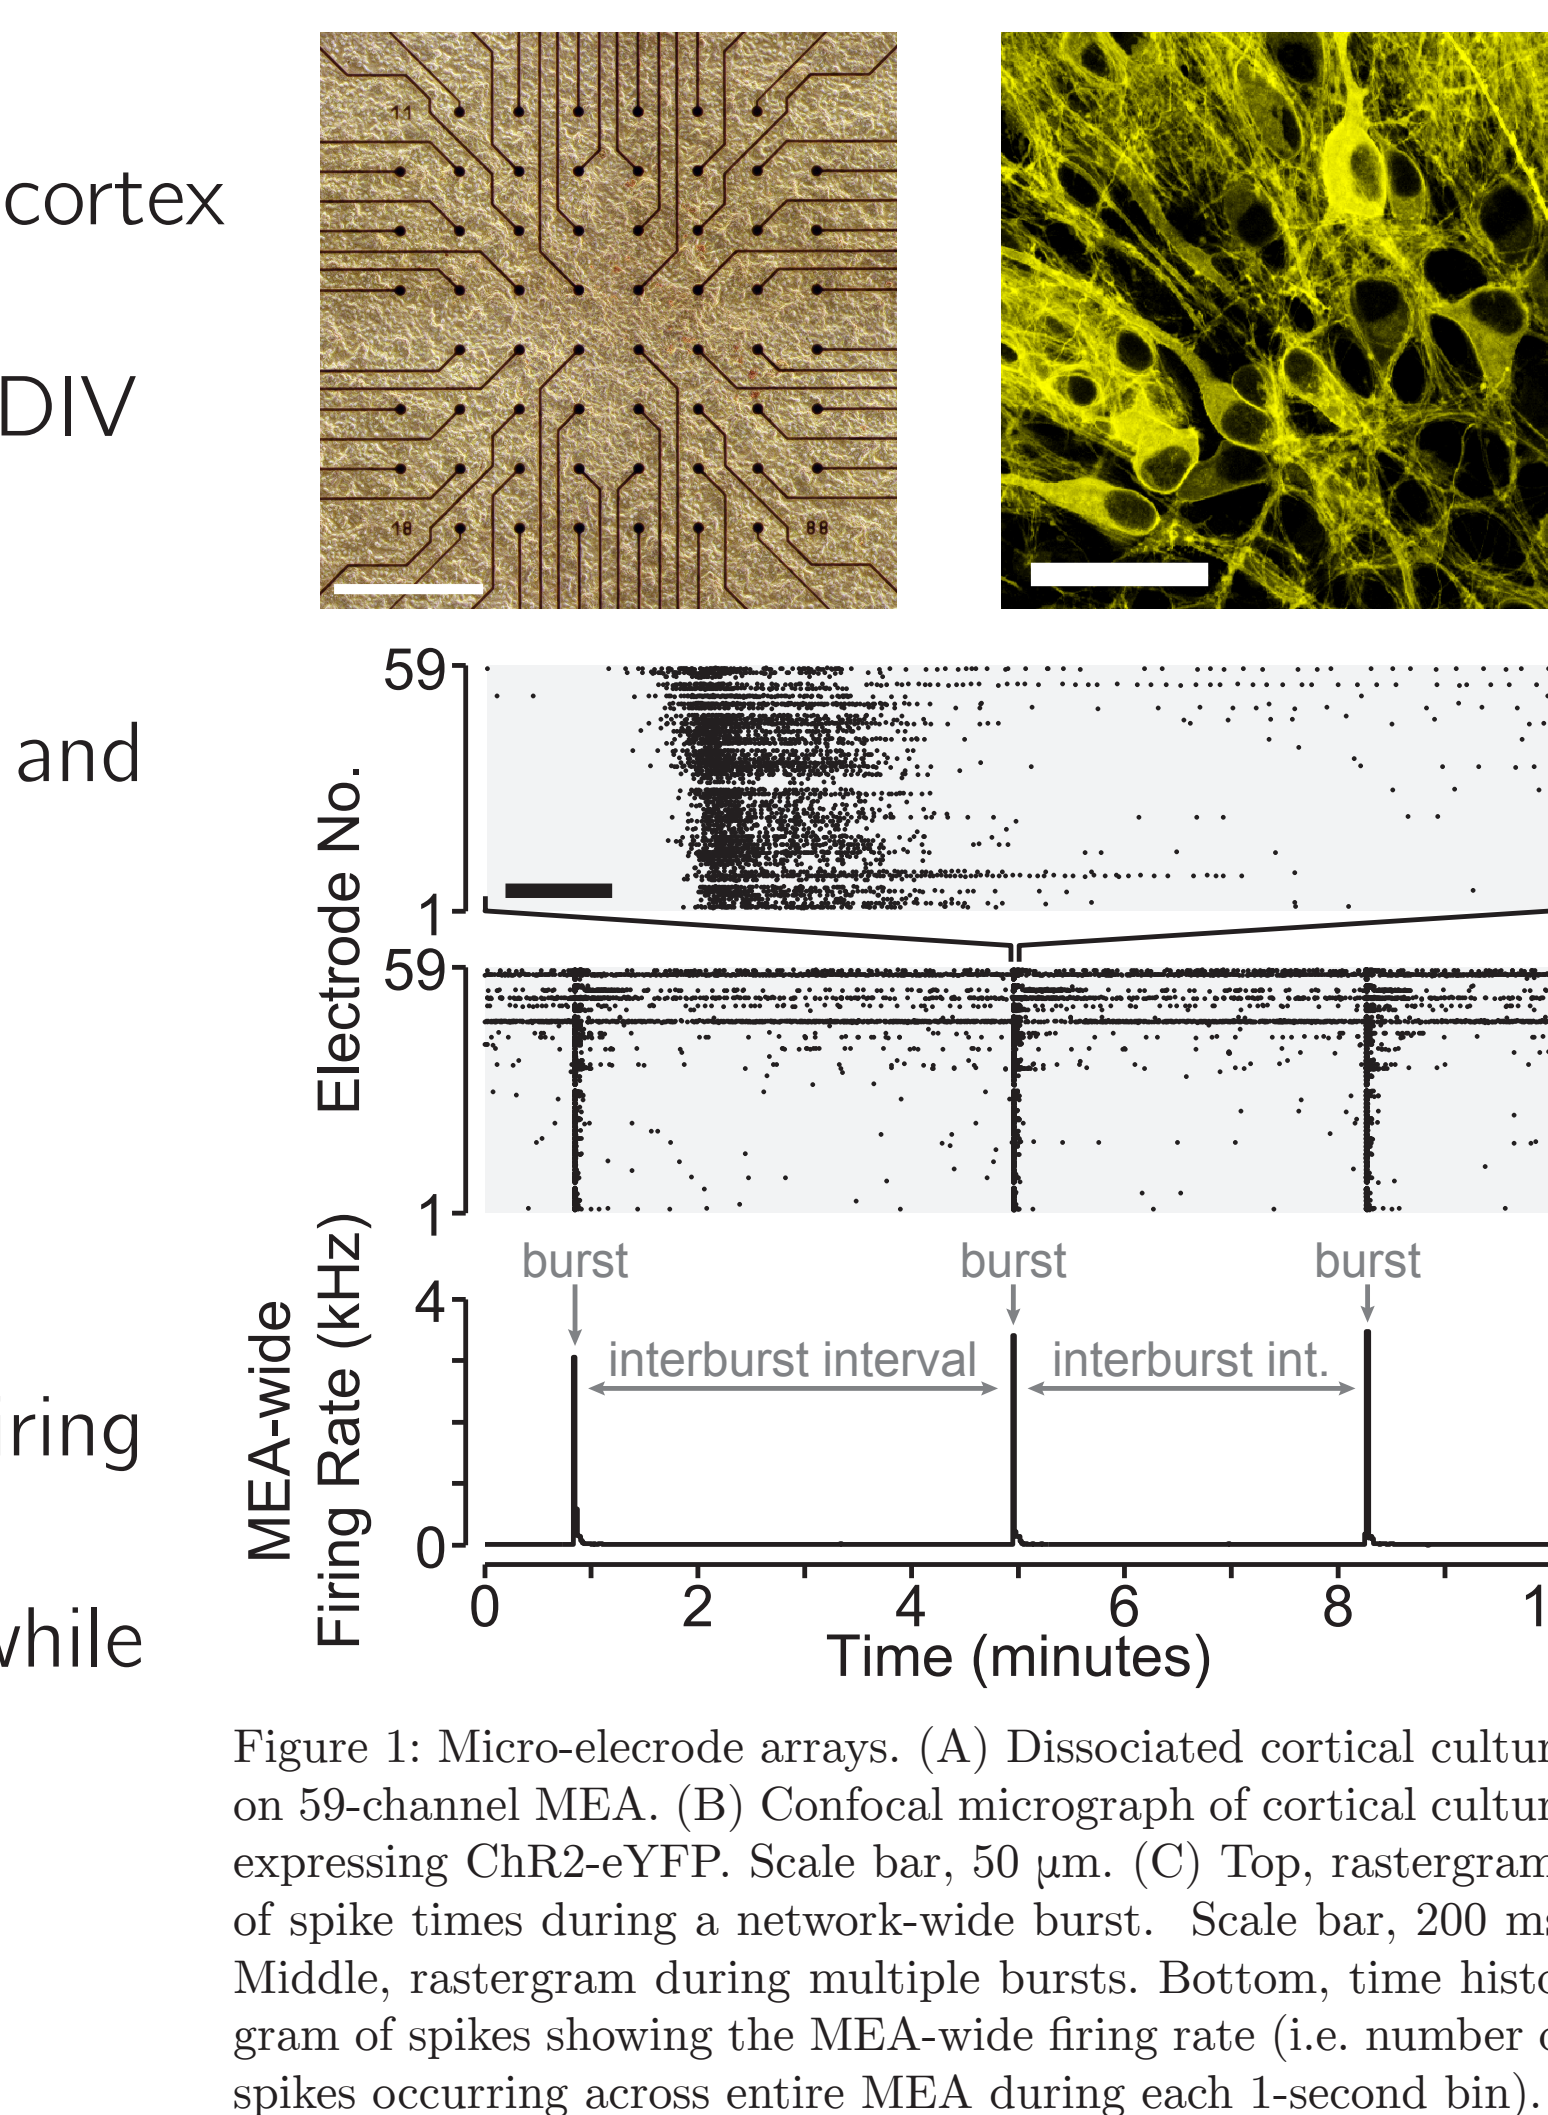 cortex
DIV
and
iring
while
11
18
88
59
1
Electrode No.
59
1
burst
burst
burst
interburst interval
interburst int.
MEA-wide
Firing Rate (kHz)
4
0
0
2
4
6
8
1
Time (minutes)
Figure 1: Micro-elecrode arrays. (A) Dissociated cortical cultur
on 59-channel MEA. (B) Confocal micrograph of cortical cultur
expressing ChR2-eYFP. Scale bar, 50 μm. (C) Top, rastergram
of spike times during a network-wide burst. Scale bar, 200 ms
Middle, rastergram during multiple bursts. Bottom, time histo
gram of spikes showing the MEA-wide firing rate (i.e. number o
spikes occurring across entire MEA during each 1-second bin).